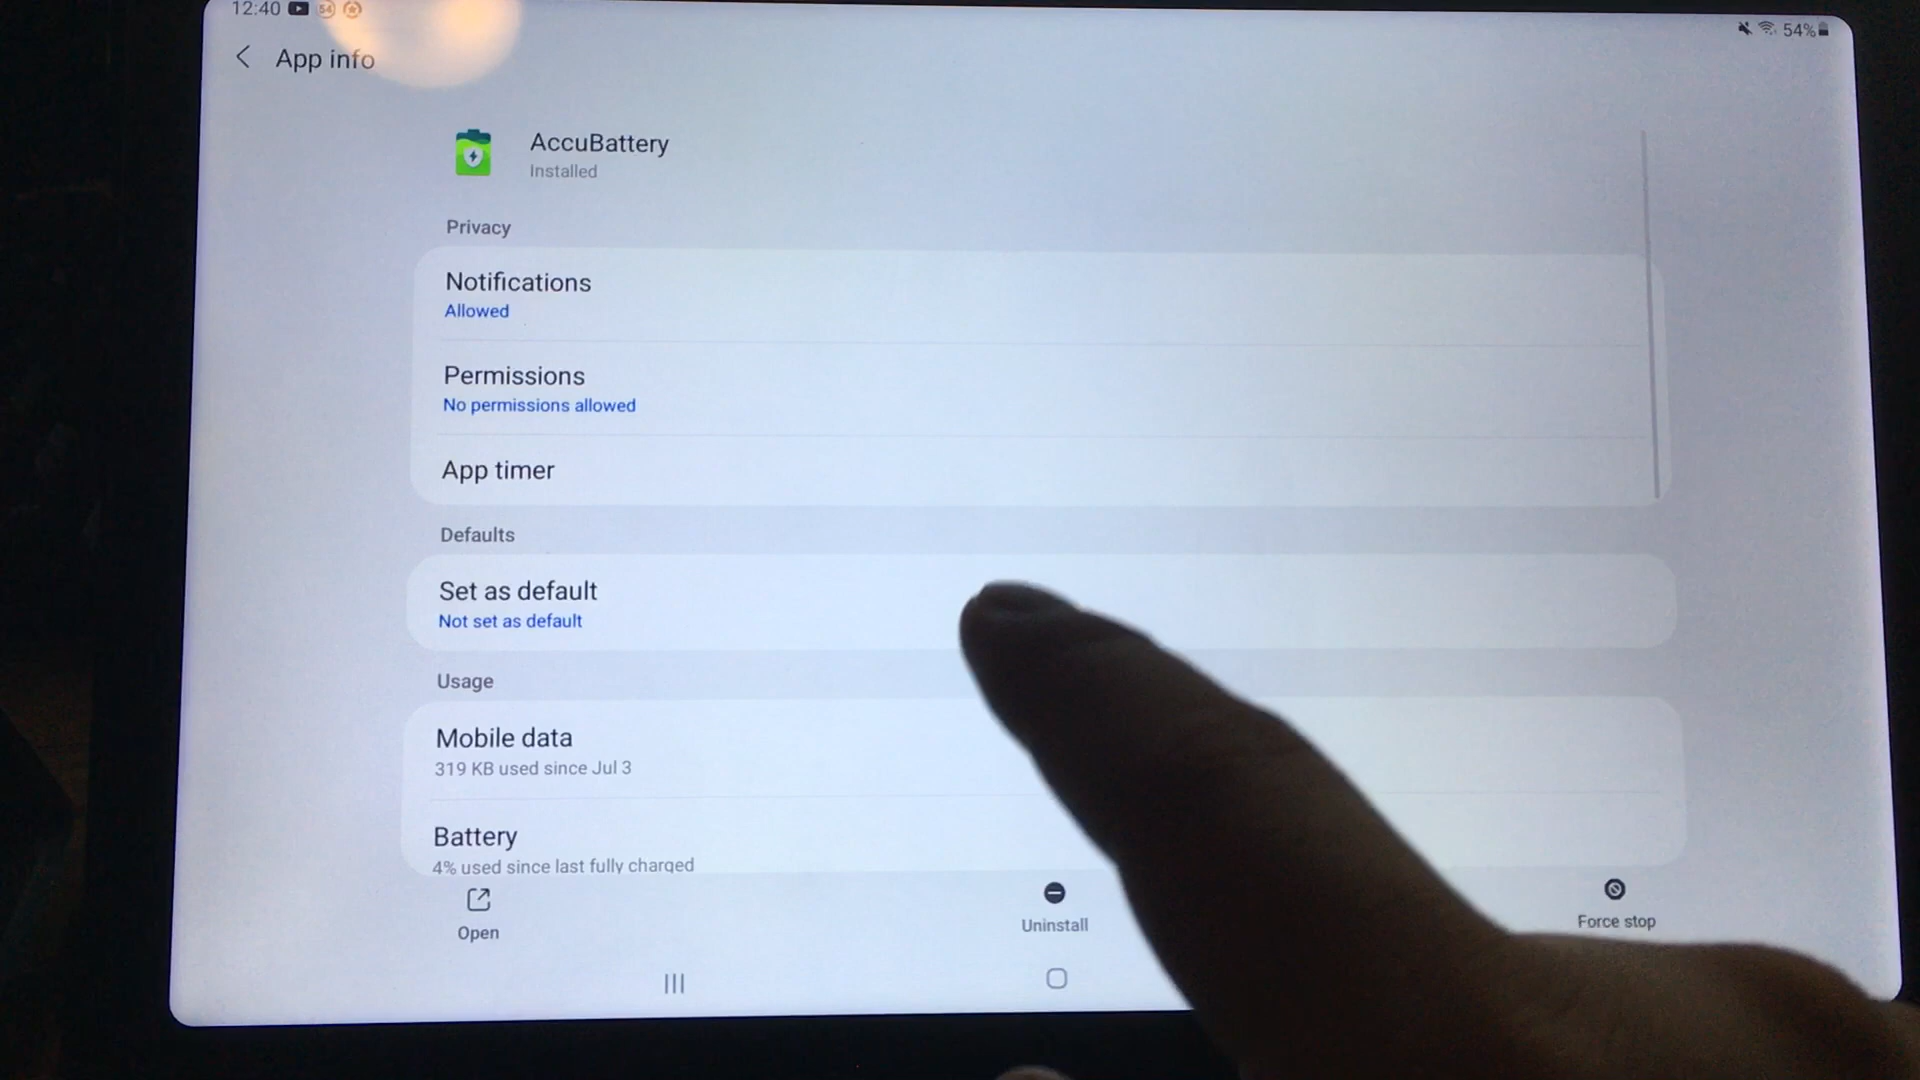 12:40
54
54%
App info
AccuBattery
Installed
Privacy
Notifications
Allowed
Permissions
No permissions allowed
App timer
Defaults
Set as default
Not set as default
Usage
Mobile data
319 KB used since Jul 3
Battery
4% used since last fully charged
Open
Uninstall
Force stop